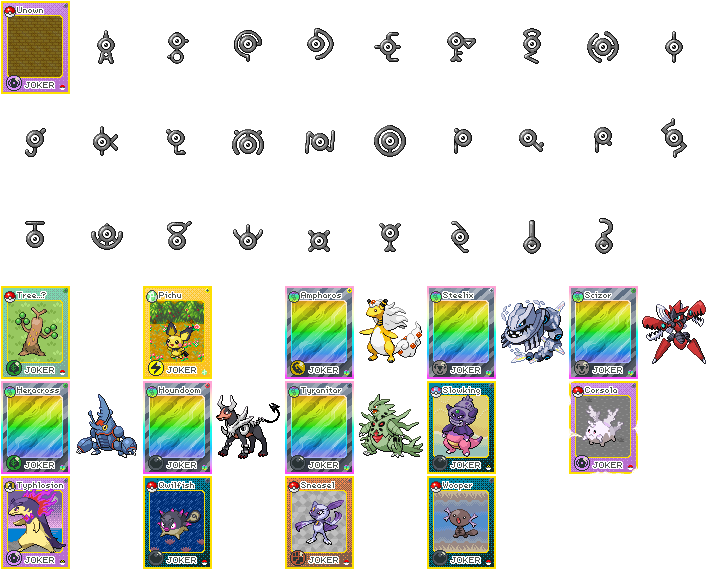 Unown
JOKER
Tree..? Pichu Ampharos Steelix Scizor
JOKER JOKER JOKER JOKER JOKER
Heracross Houndoom Tyranitar Slowking Corsola
JOKER JOKER JOKER JOKER JOKER
Typhlosion Qwilfish Sneasel Wooper
JOKER JOKER JOKER JOKER